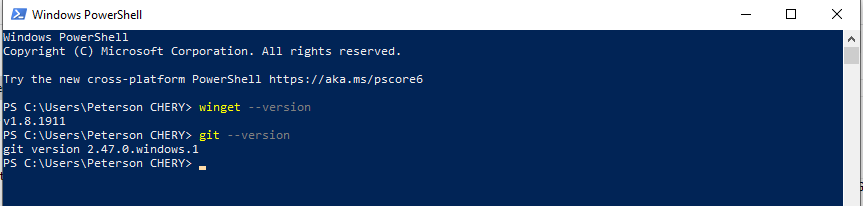 Windows PowerShell
Windows PowerShell
Copyright (C) Microsoft Corporation. All rights reserved.
Try the new cross-platform PowerShell https://aka.ms/pscore6
PS C:\Users\Peterson CHERY> winget --version
v1.8.1911
PS C:\Users\Peterson CHERY> git --version
git version 2.47.0.windows.1
PS C:\Users\Peterson CHERY>